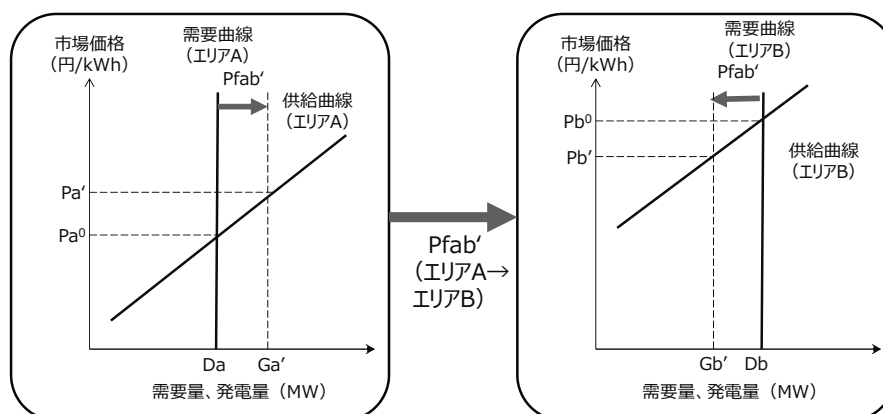 市場価格
(円/kWh)
需要曲線
(エリアA)
Pfab‘
供給曲線
(エリアA)
Pa‘
Pa⁰
Da
Ga’
需要量、発電量（MW）
Pfab‘
（エリアA→
エリアB）
市場価格
(円/kWh)
需要曲線
(エリアB)
Pfab‘
Pb⁰
Pb’
供給曲線
(エリアB)
Gb’
Db
需要量、発電量（MW）